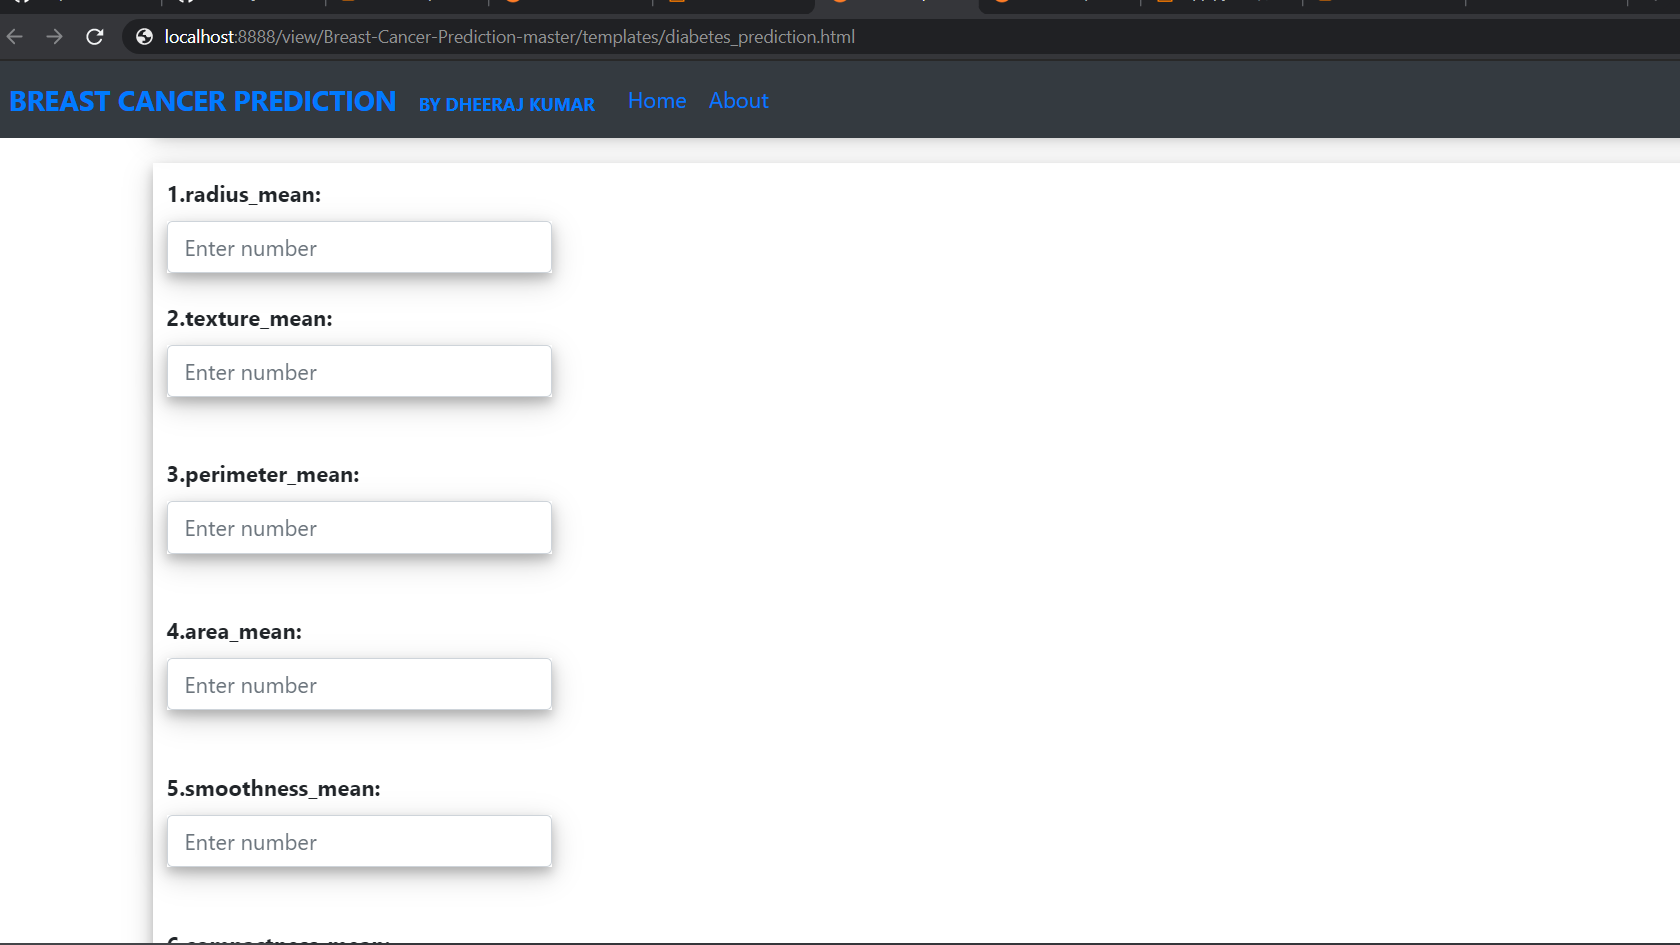 localhost:8888/view/Breast-Cancer-Prediction-master/templates/diabetes_prediction.html
BREAST CANCER PREDICTION BY DHEERAJ KUMAR Home About
1.radius_mean:
Enter number
2.texture_mean:
Enter number
3.perimeter_mean:
Enter number
4.area_mean:
Enter number
5.smoothness_mean:
Enter number